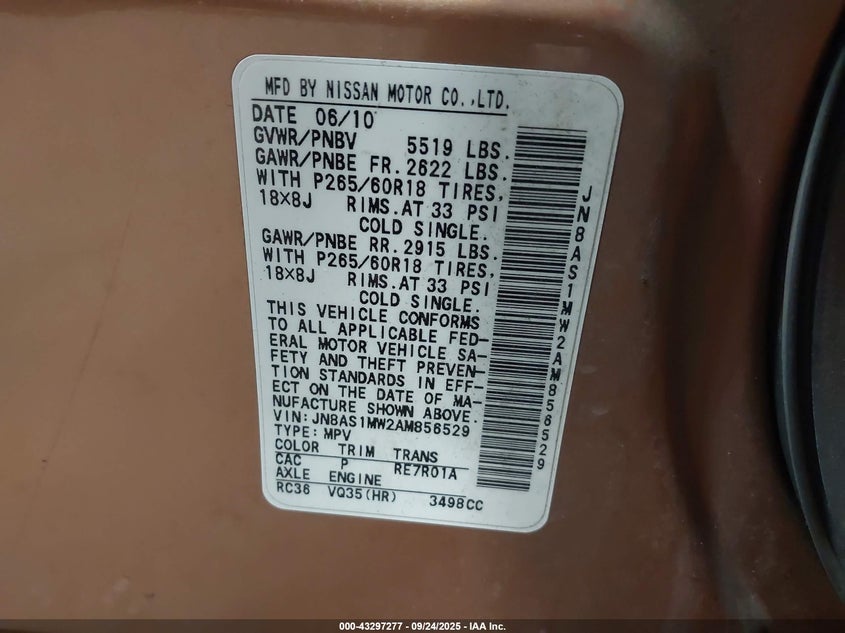 MFD BY NISSAN MOTOR CO.,LTD.
DATE 06/10
GVWR/PNBV 5519 LBS.
GAWR/PNBE FR.2622 LBS.
WITH P265/60R18 TIRES,
18×8J RIMS.AT 33 PSI
COLD SINGLE.
GAWR/PNBE RR.2915 LBS.
WITH P265/60R18 TIRES,
18×8J RIMS.AT 33 PSI
COLD SINGLE.
THIS VEHICLE CONFORMS
TO ALL APPLICABLE FED-
ERAL MOTOR VEHICLE SA-
FETY AND THEFT PREVEN-
TION STANDARDS IN EFF-
ECT ON THE DATE OF MA-
NUFACTURE SHOWN ABOVE.
VIN:JN8AS1MW2AM856529
TYPE:MPV
COLOR TRIM TRANS
CAC P RE7R01A
AXLE ENGINE
RC36 VQ35(HR) 3498CC
JN8AS1MW2AM856529
000-43297277 - 09/24/2025 - IAA Inc.